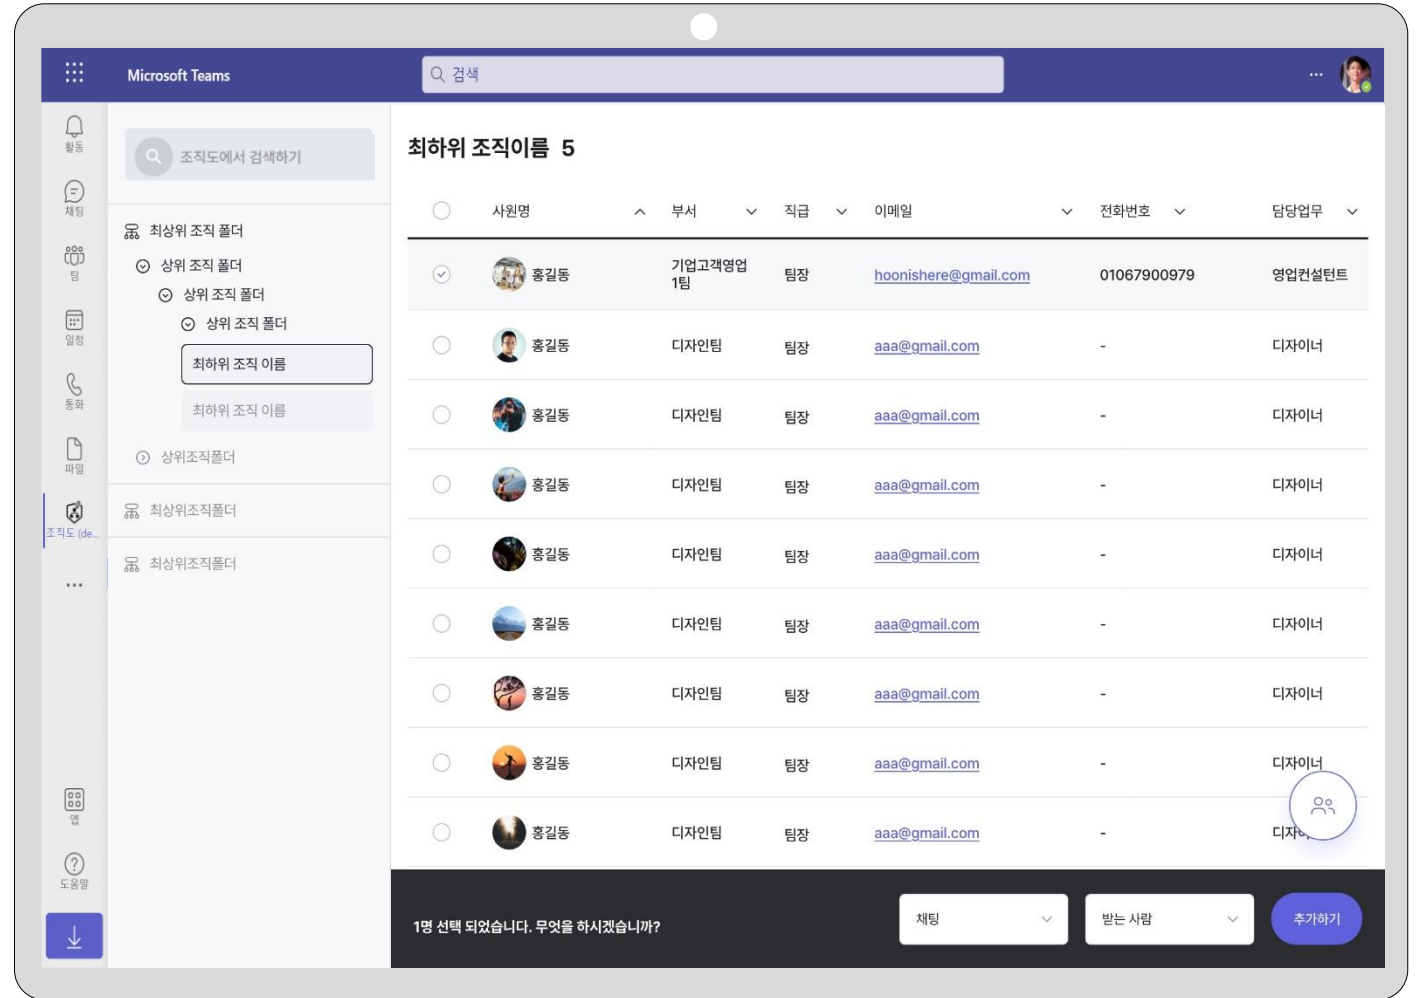 Microsoft Teams
검색
활동
채팅
팀
일정
통화
파일
조직도 (de...
...
앱
도움말
조직도에서 검색하기
최상위 조직 폴더
상위 조직 폴더
상위 조직 폴더
상위 조직 폴더
최하위 조직 이름
최하위 조직 이름
상위조직폴더
최상위조직폴더
최상위조직폴더
최하위 조직이름 5
사원명 부서 직급 이메일 전화번호 담당업무
홍길동 기업고객영업 1팀 팀장 hoonishere@gmail.com 01067900979 영업컨설턴트
홍길동 디자인팀 팀장 aaa@gmail.com - 디자이너
홍길동 디자인팀 팀장 aaa@gmail.com - 디자이너
홍길동 디자인팀 팀장 aaa@gmail.com - 디자이너
홍길동 디자인팀 팀장 aaa@gmail.com - 디자이너
홍길동 디자인팀 팀장 aaa@gmail.com - 디자이너
홍길동 디자인팀 팀장 aaa@gmail.com - 디자이너
홍길동 디자인팀 팀장 aaa@gmail.com - 디자이너
홍길동 디자인팀 팀장 aaa@gmail.com -
1명 선택 되었습니다. 무엇을 하시겠습니까?
채팅
받는 사람
추가하기